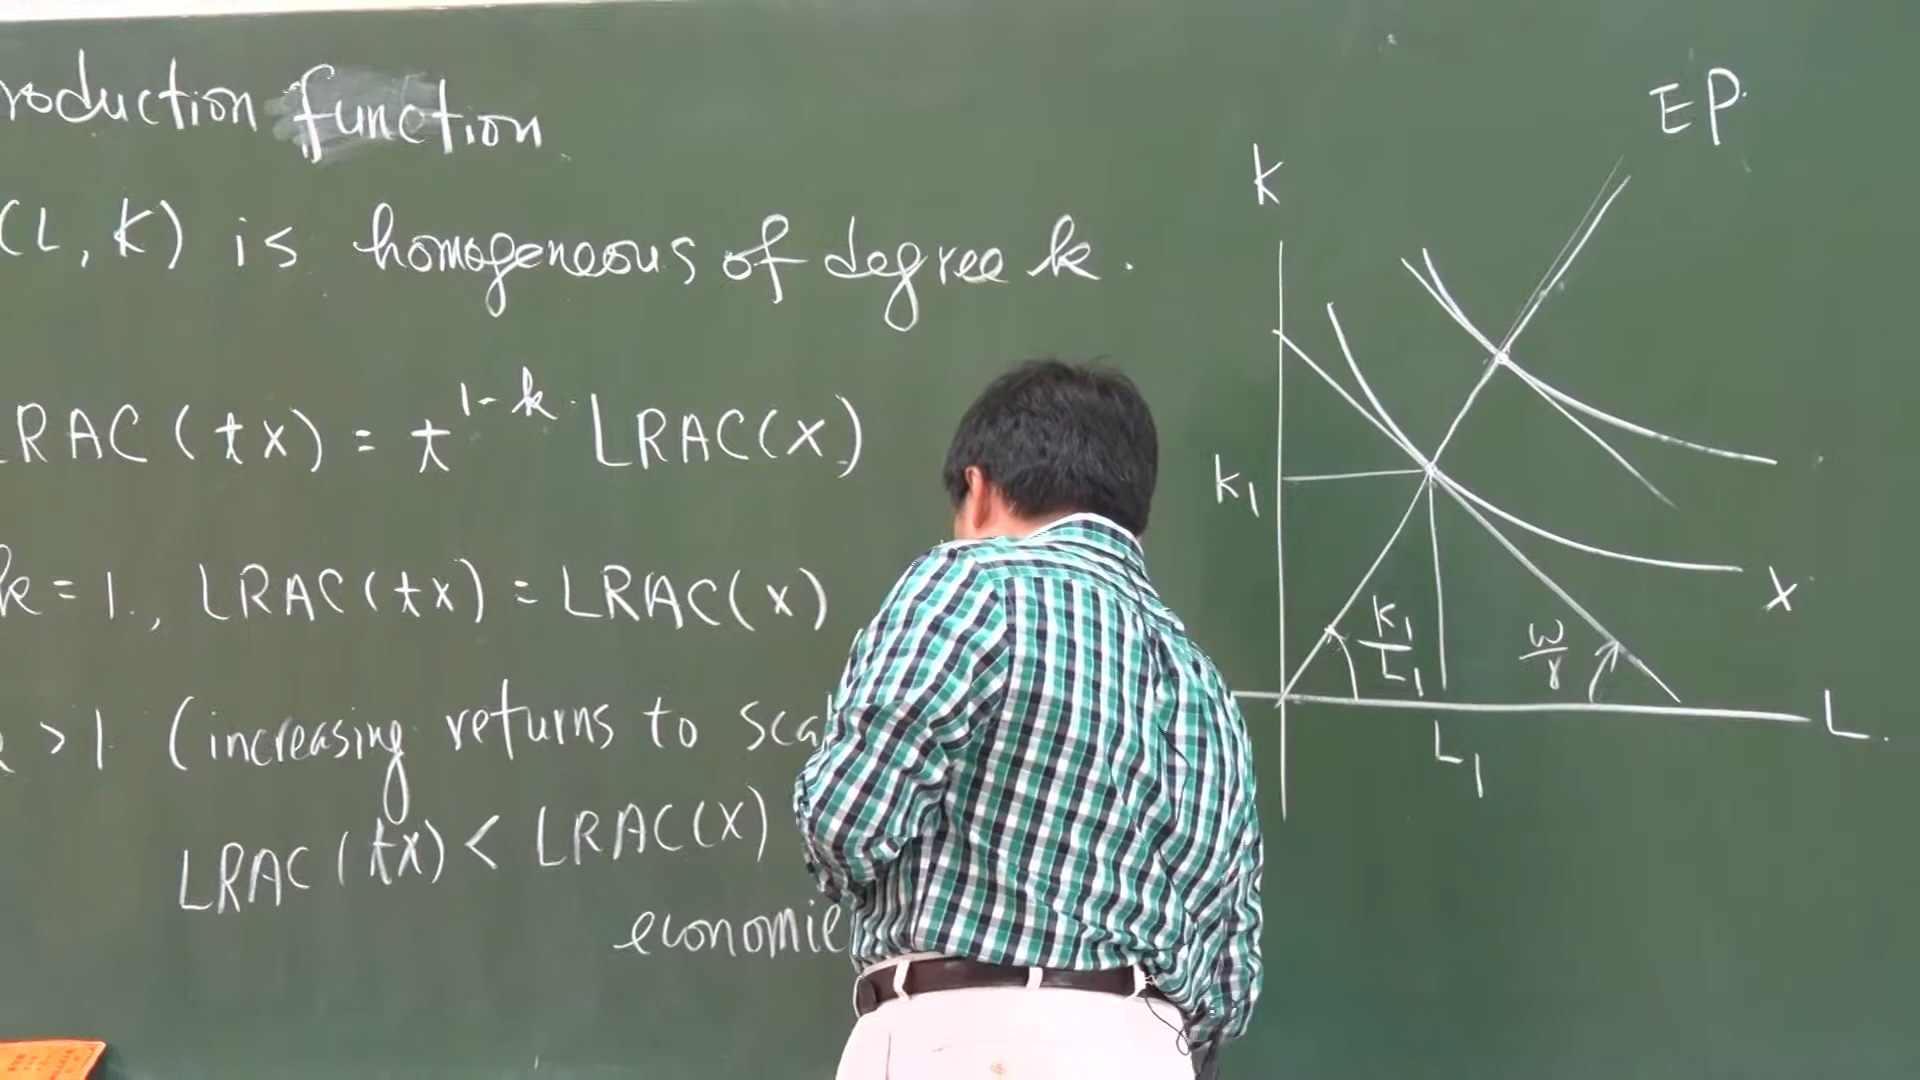 roduction function
(L, K) is homogeneous of degree k.
LRAC(tx) = t^{1-k} LRAC(x)
k = 1, LRAC(tx) = LRAC(x)
> 1 (increasing returns to sca
LRAC(tx) < LRAC(x)
economie
EP
K
K1
K1
L1
w
r
X
L
L1